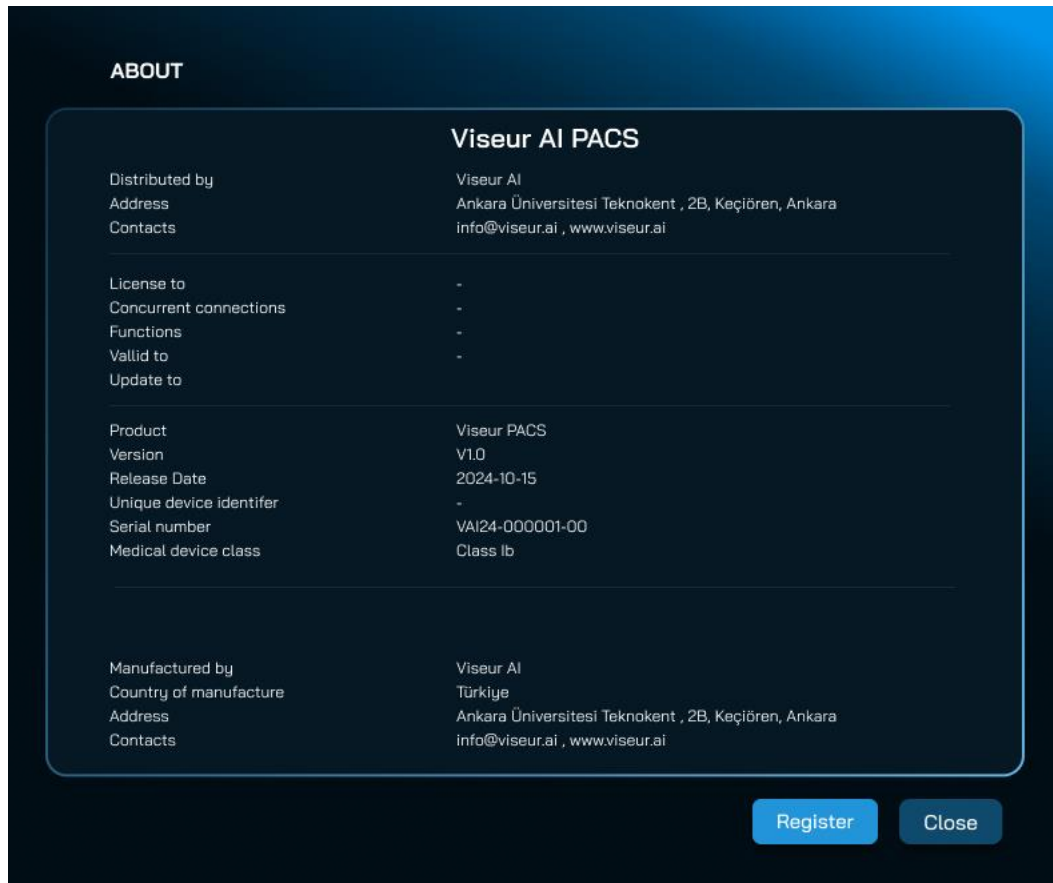 ABOUT
Viseur AI PACS
Distributed by Viseur AI
Address Ankara Üniversitesi Teknokent , 2B, Keçiören, Ankara
Contacts info@viseur.ai , www.viseur.ai
License to -
Concurrent connections -
Functions -
Vallid to -
Update to
Product Viseur PACS
Version V1.0
Release Date 2024-10-15
Unique device identifer -
Serial number VAI24-000001-00
Medical device class Class Ib
Manufactured by Viseur AI
Country of manufacture Türkiye
Address Ankara Üniversitesi Teknokent , 2B, Keçiören, Ankara
Contacts info@viseur.ai , www.viseur.ai
Register Close